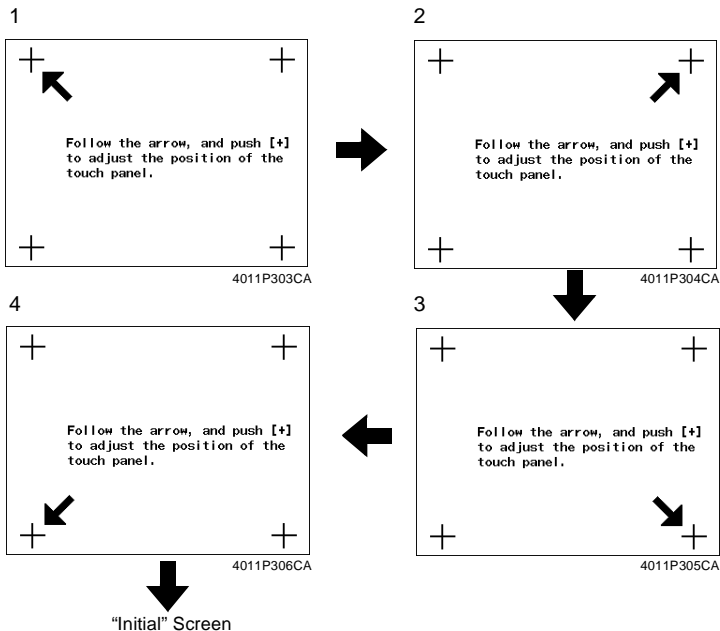 1
Follow the arrow, and push [+]
to adjust the position of the
touch panel.
4011P303CA
2
Follow the arrow, and push [+]
to adjust the position of the
touch panel.
4011P304CA
3
Follow the arrow, and push [+]
to adjust the position of the
touch panel.
4011P305CA
4
Follow the arrow, and push [+]
to adjust the position of the
touch panel.
4011P306CA
“Initial” Screen